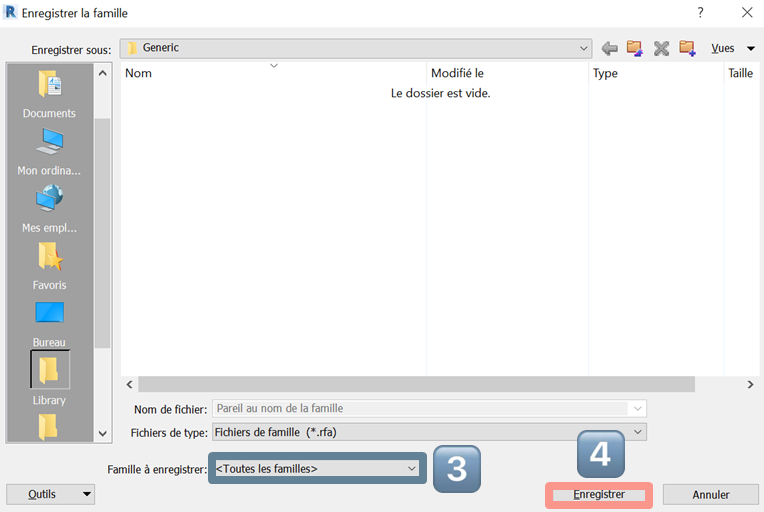 R Enregistrer la famille ?
Enregistrer sous: Generic Vues
Nom Modifié le Type Taille
Le dossier est vide.
Documents
Mon ordina...
Mes empl...
Favoris
Bureau
Library
Nom de fichier: Pareil au nom de la famille
Fichiers de type: Fichiers de famille (*.rfa)
Famille à enregistrer: <Toutes les familles> 3
4
Outils Enregistrer Annuler